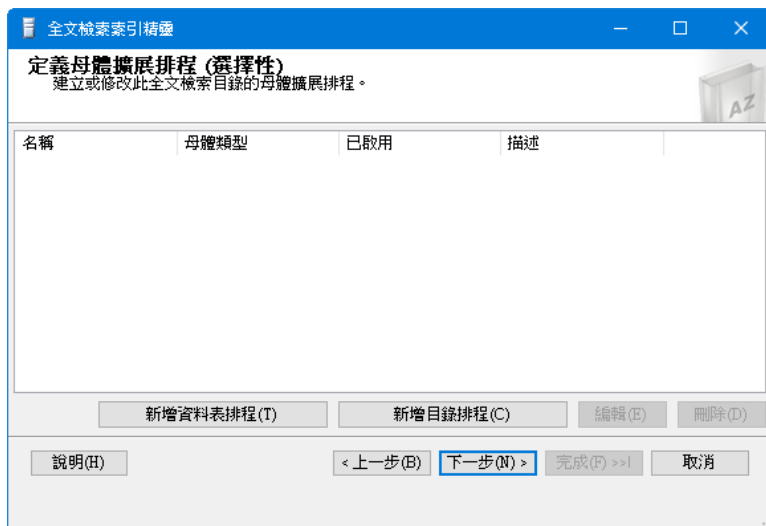 全文檢索索引精靈
定義母體擴展排程 (選擇性)
建立或修改此全文檢索目錄的母體擴展排程。
AZ
名稱 母體類型 已啟用 描述
新增資料表排程(T) 新增目錄排程(C) 編輯(E) 刪除(D)
說明(H) < 上一步(B) 下一步(N) > 完成(F) >>| 取消